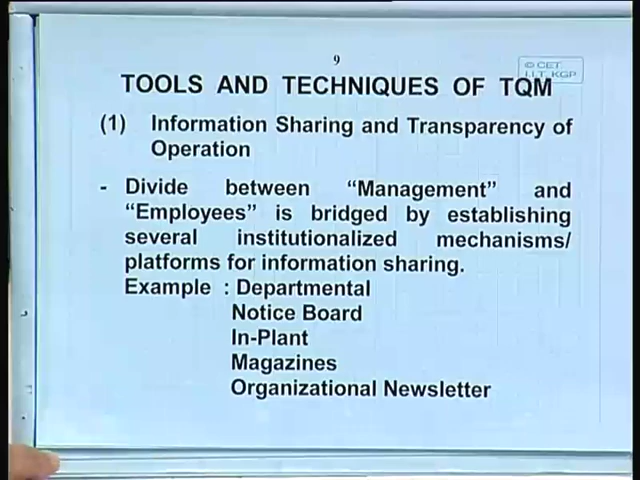 9
© CET
I.I.T. KGP
TOOLS AND TECHNIQUES OF TQM
(1) Information Sharing and Transparency of
Operation
- Divide between “Management” and
“Employees” is bridged by establishing
several institutionalized mechanisms/
platforms for information sharing.
Example : Departmental
Notice Board
In-Plant
Magazines
Organizational Newsletter